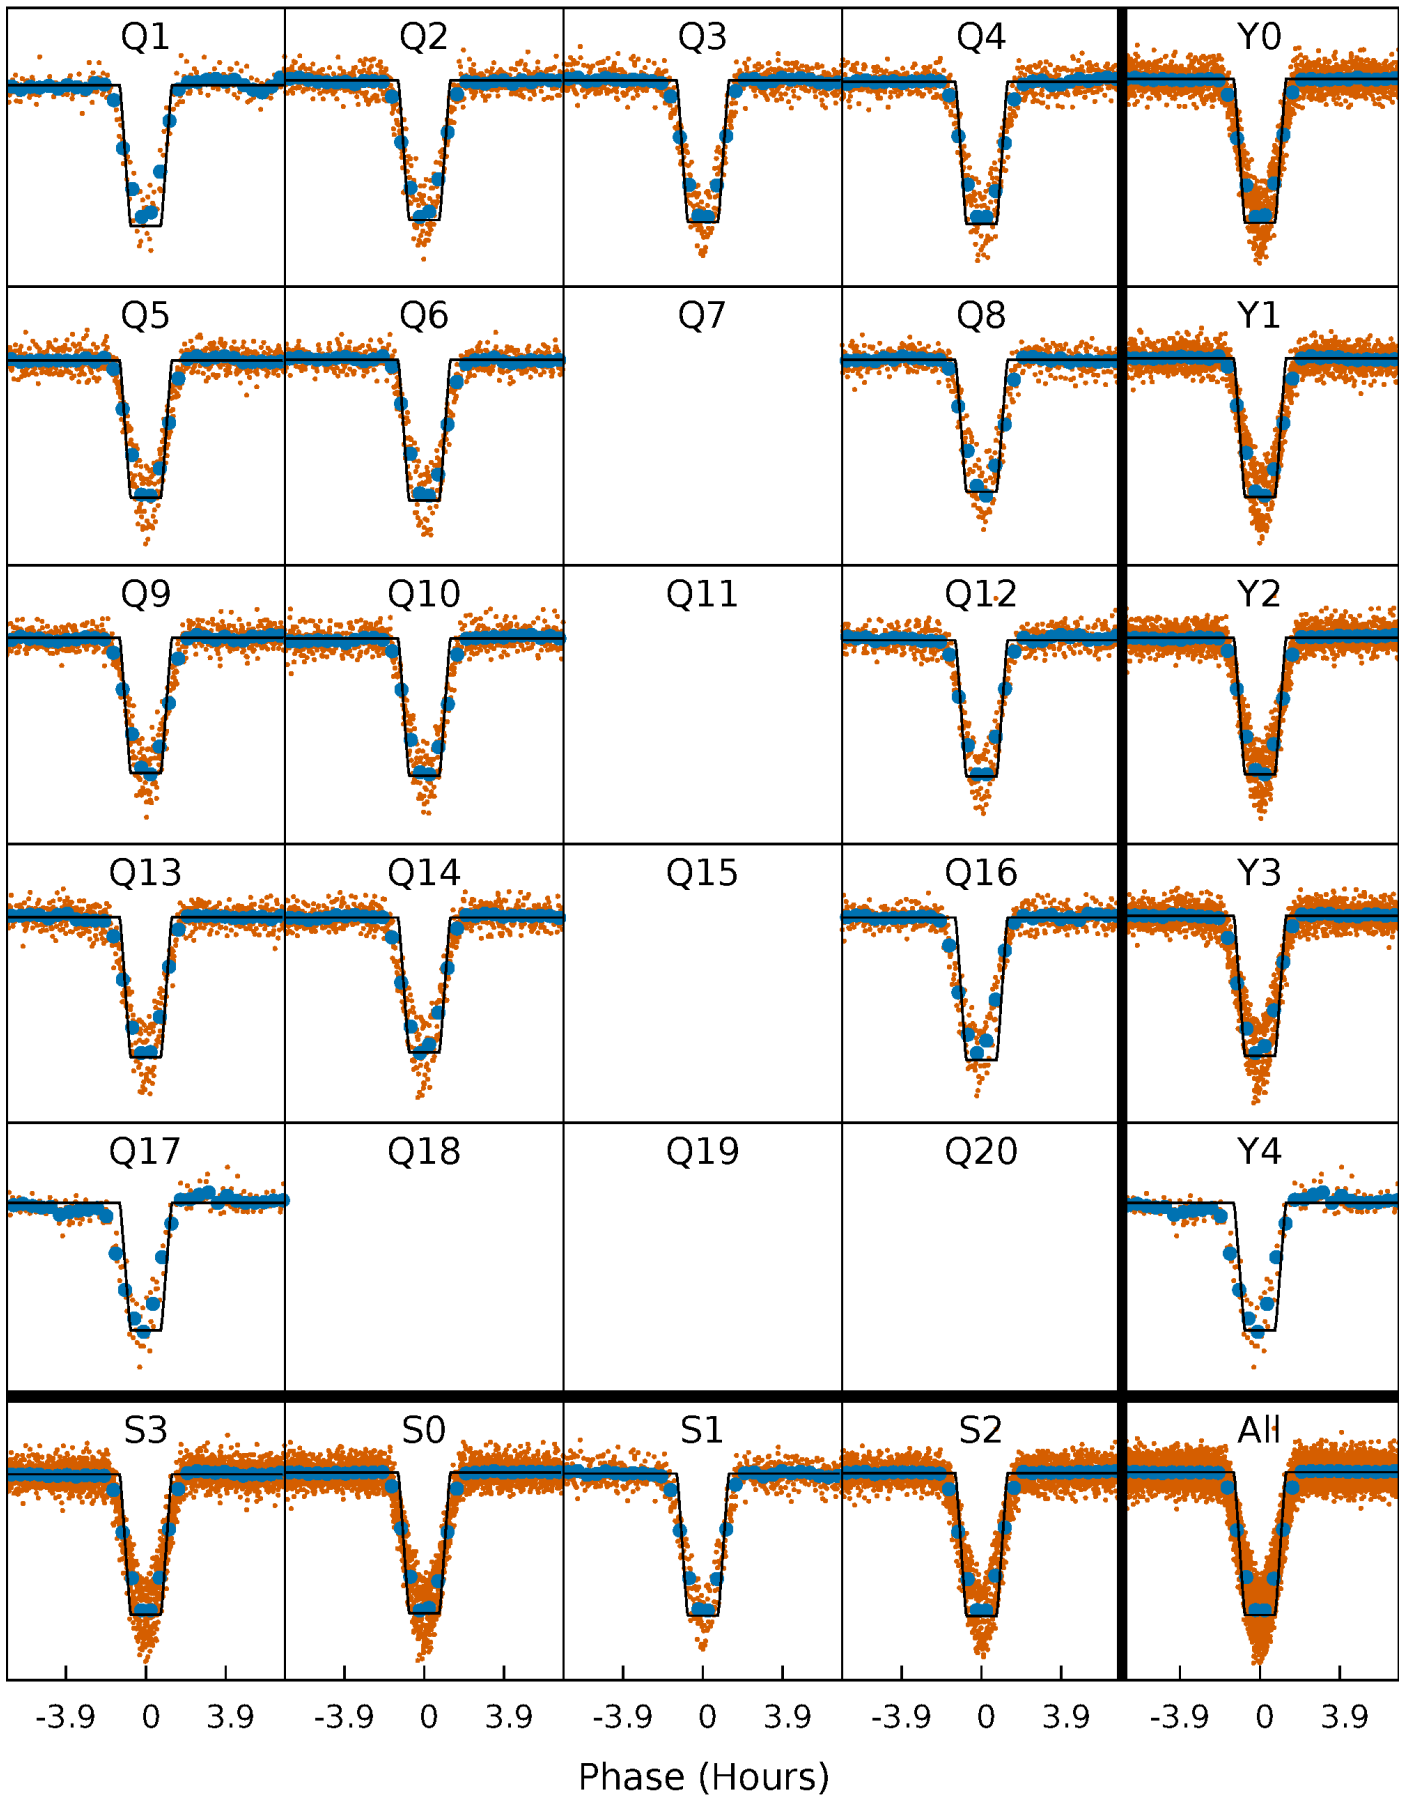 Q1 Q2 Q3 Q4 Y0
Q5 Q6 Q7 Q8 Y1
Q9 Q10 Q11 Q12 Y2
Q13 Q14 Q15 Q16 Y3
Q17 Q18 Q19 Q20 Y4
S3 S0 S1 S2 All
-3.9 0 3.9 -3.9 0 3.9 -3.9 0 3.9 -3.9 0 3.9 -3.9 0 3.9
Phase (Hours)